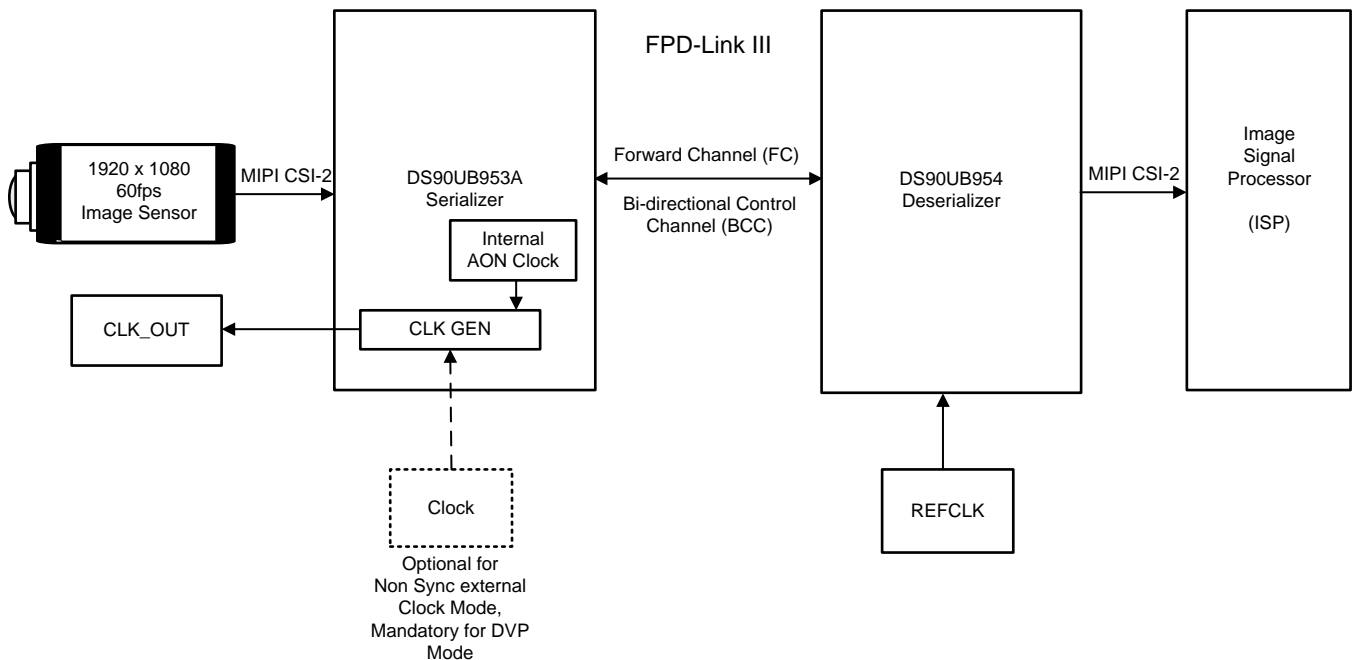 FPD-Link III
1920 x 1080
60fps
Image Sensor
MIPI CSI-2
DS90UB953A
Serializer
Internal
AON Clock
CLK GEN
CLK_OUT
Clock
Optional for
Non Sync external
Clock Mode,
Mandatory for DVP
Mode
Forward Channel (FC)
Bi-directional Control
Channel (BCC)
DS90UB954
Deserializer
REFCLK
MIPI CSI-2
Image
Signal
Processor
(ISP)